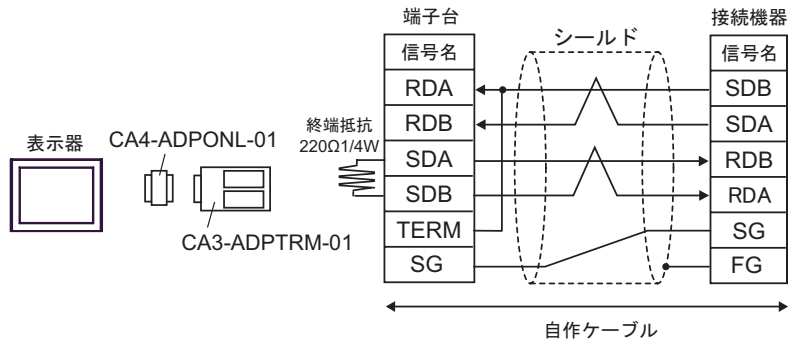 端子台
接続機器
シールド
信号名
信号名
RDA
SDB
RDB
SDA
終端抵抗
220Ω1/4W
表示器
CA4-ADPONL-01
SDA
RDB
SDB
RDA
TERM
SG
CA3-ADPTRM-01
SG
FG
自作ケーブル